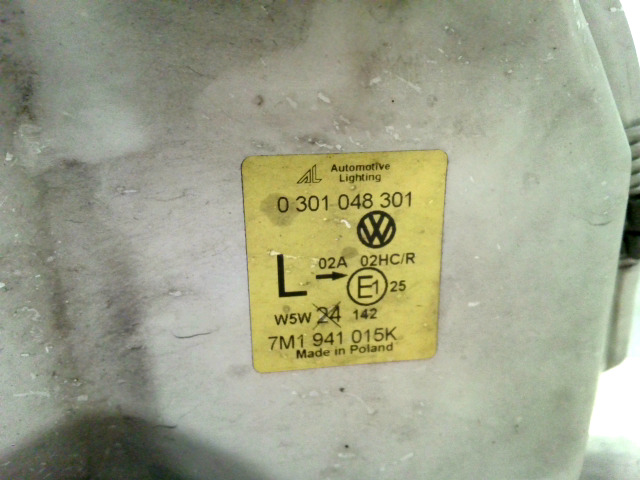 AL Automotive
Lighting
0 301 048 301
VW
L 02A 02HC/R
E1 25
W5W 24 142
7M1 941 015K
Made in Poland